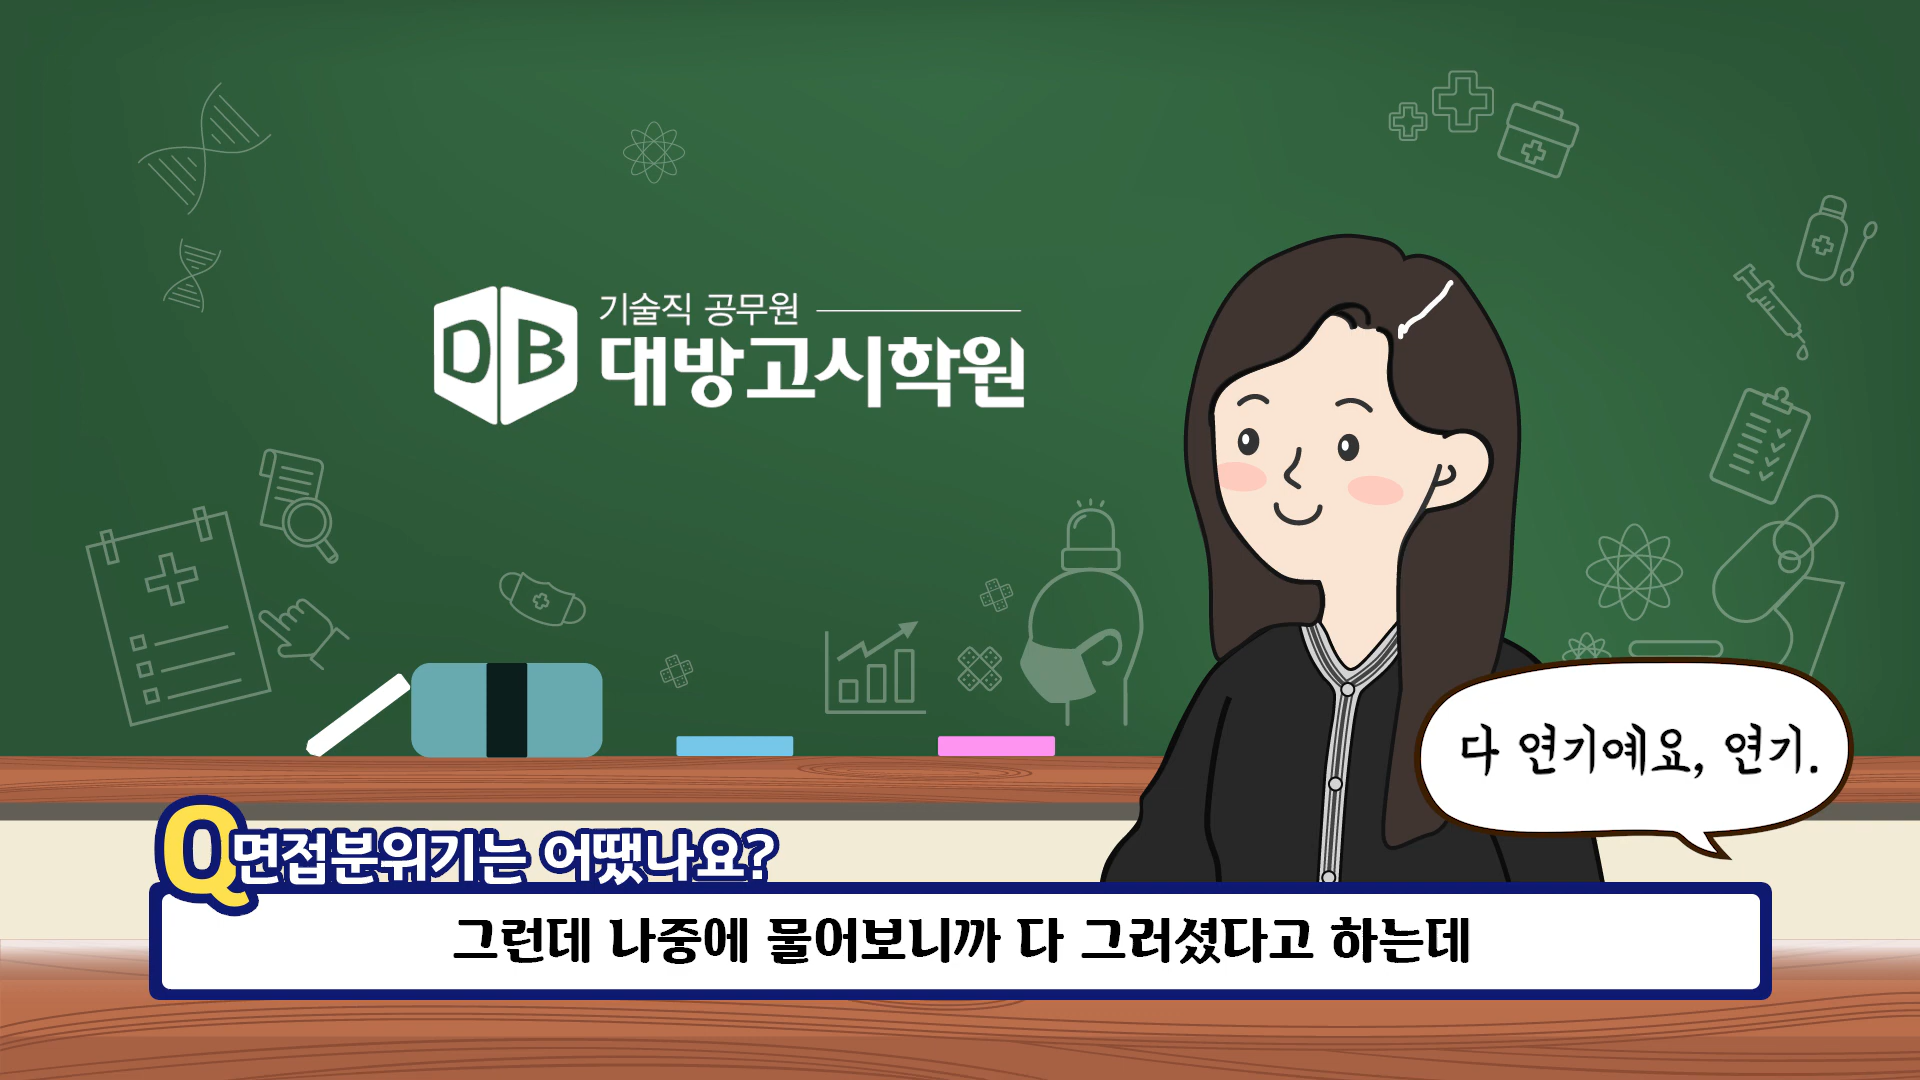 기술직 공무원
DB 대방고시학원
다 연기예요, 연기.
Q 면접분위기는 어땠나요?
그런데 나중에 물어보니까 다 그러셨다고 하는데